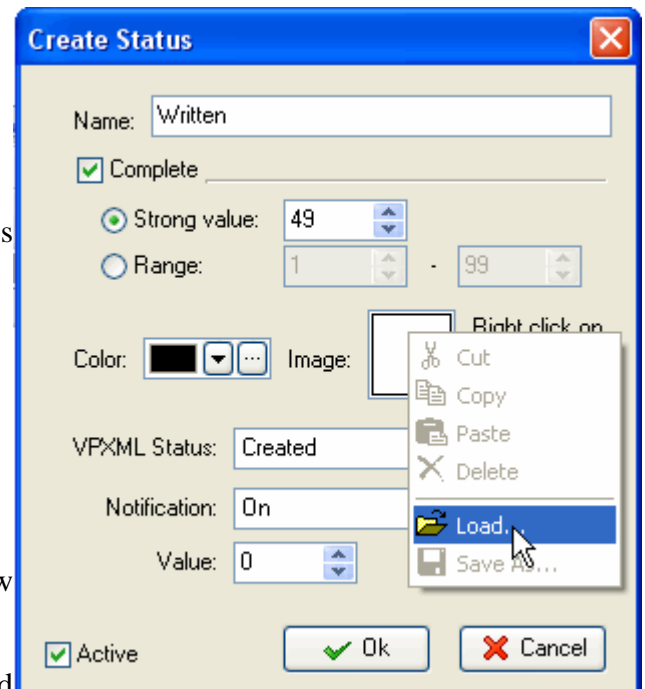 Create Status
Name: Written
Complete
s
Strong value: 49
Range: 1 - 99
Right click on
Color: Image:
Cut
Copy
Paste
VPXML Status: Created
Delete
Notification: On
Load...
Value: 0
Save As...
w
Active Ok Cancel
d